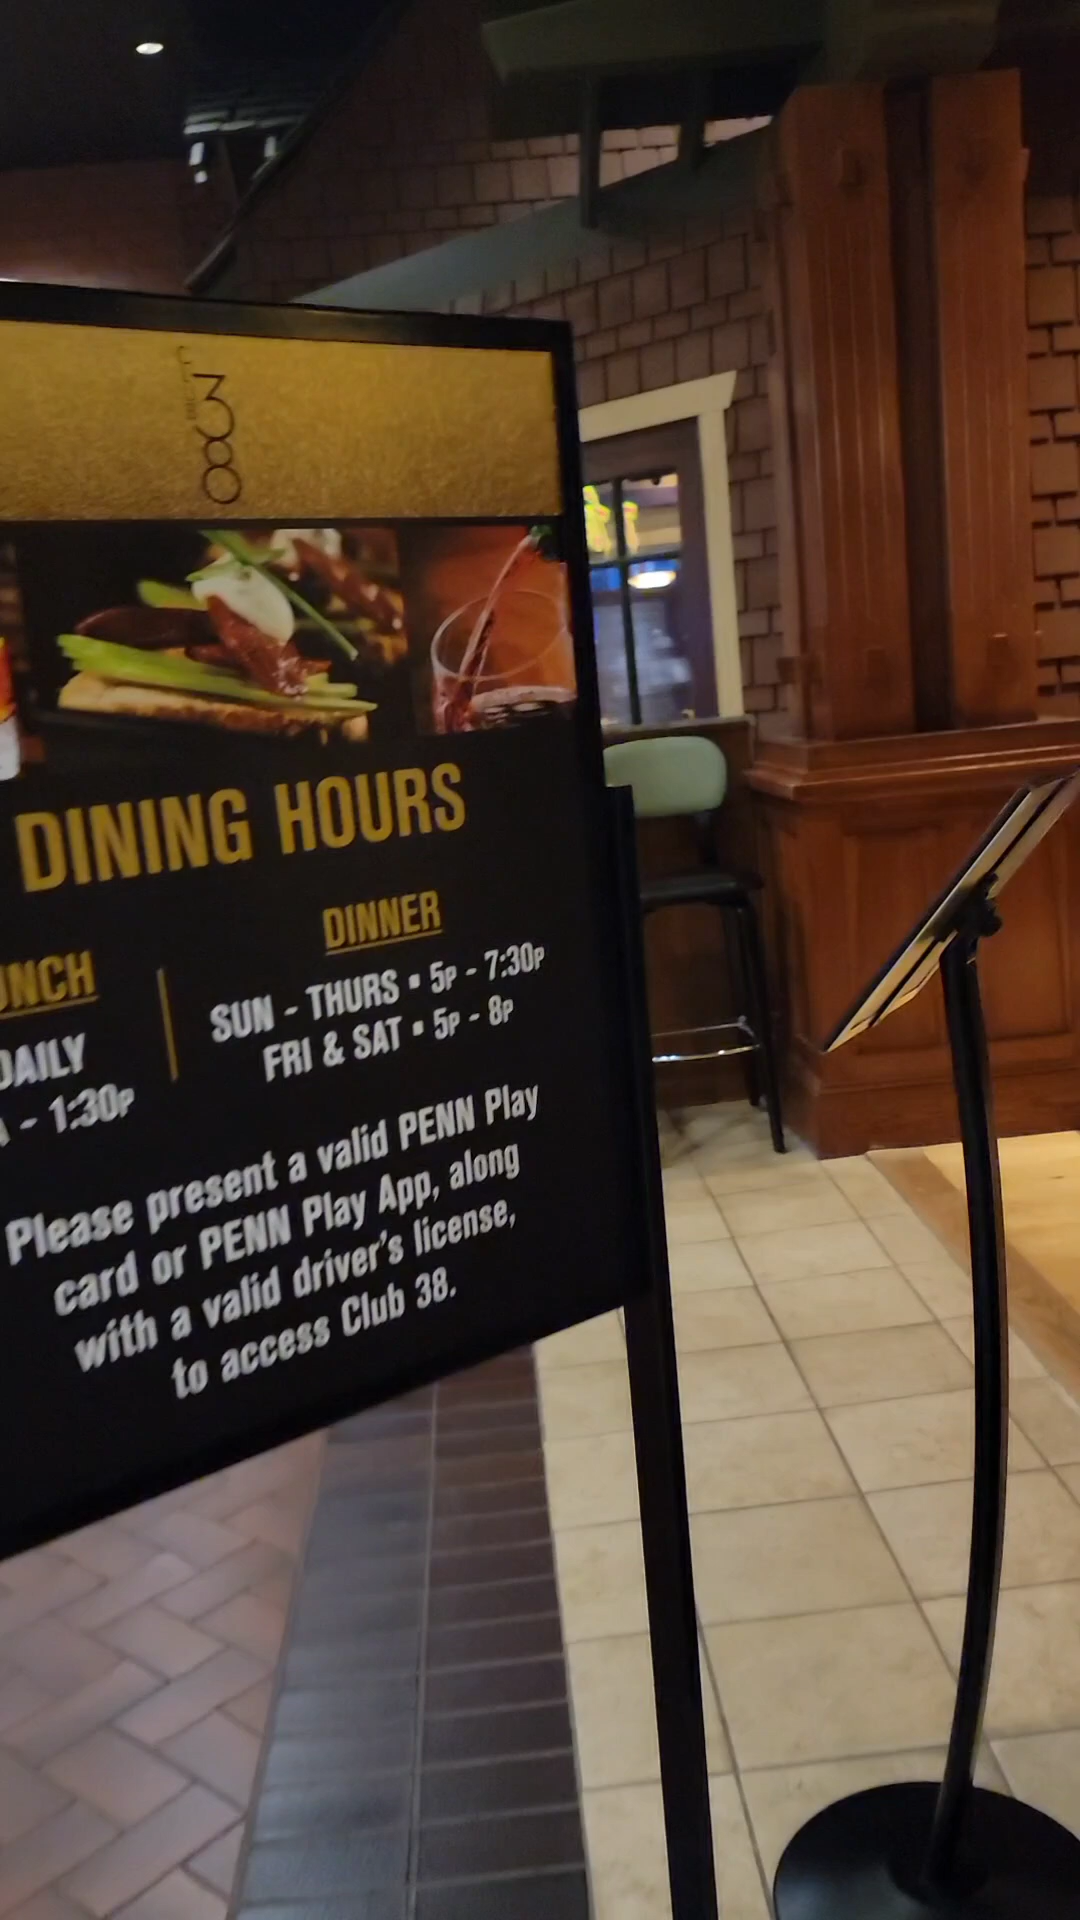 38
DINING HOURS
DINNER
SUN - THURS ▪ 5P - 7:30P
FRI & SAT ▪ 5P - 8P
UNCH
DAILY
A - 1:30P
Please present a valid PENN Play
card or PENN Play App, along
with a valid driver's license,
to access Club 38.